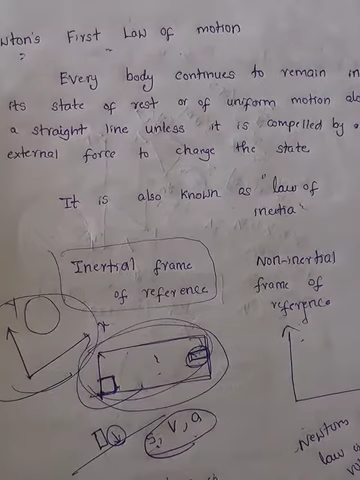 wton's First Law of motion
Every body continues to remain in
its state of rest or of uniform motion alo
a straight line unless it is compelled by a
external force to change the state
It is also known as "law of
inertia"
Inertial frame
of reference
Non-inertial
frame of
reference
s, v, a
Newtons
law